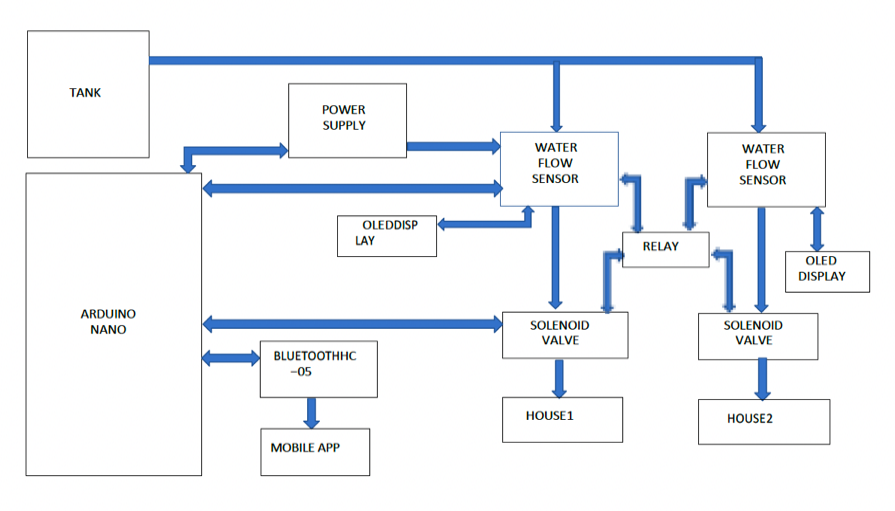 TANK
POWER
SUPPLY
WATER
FLOW
SENSOR
WATER
FLOW
SENSOR
OLEDDISP
LAY
RELAY
OLED
DISPLAY
ARDUINO
NANO
SOLENOID
VALVE
SOLENOID
VALVE
BLUETOOTHHC
–05
HOUSE1
HOUSE2
MOBILE APP